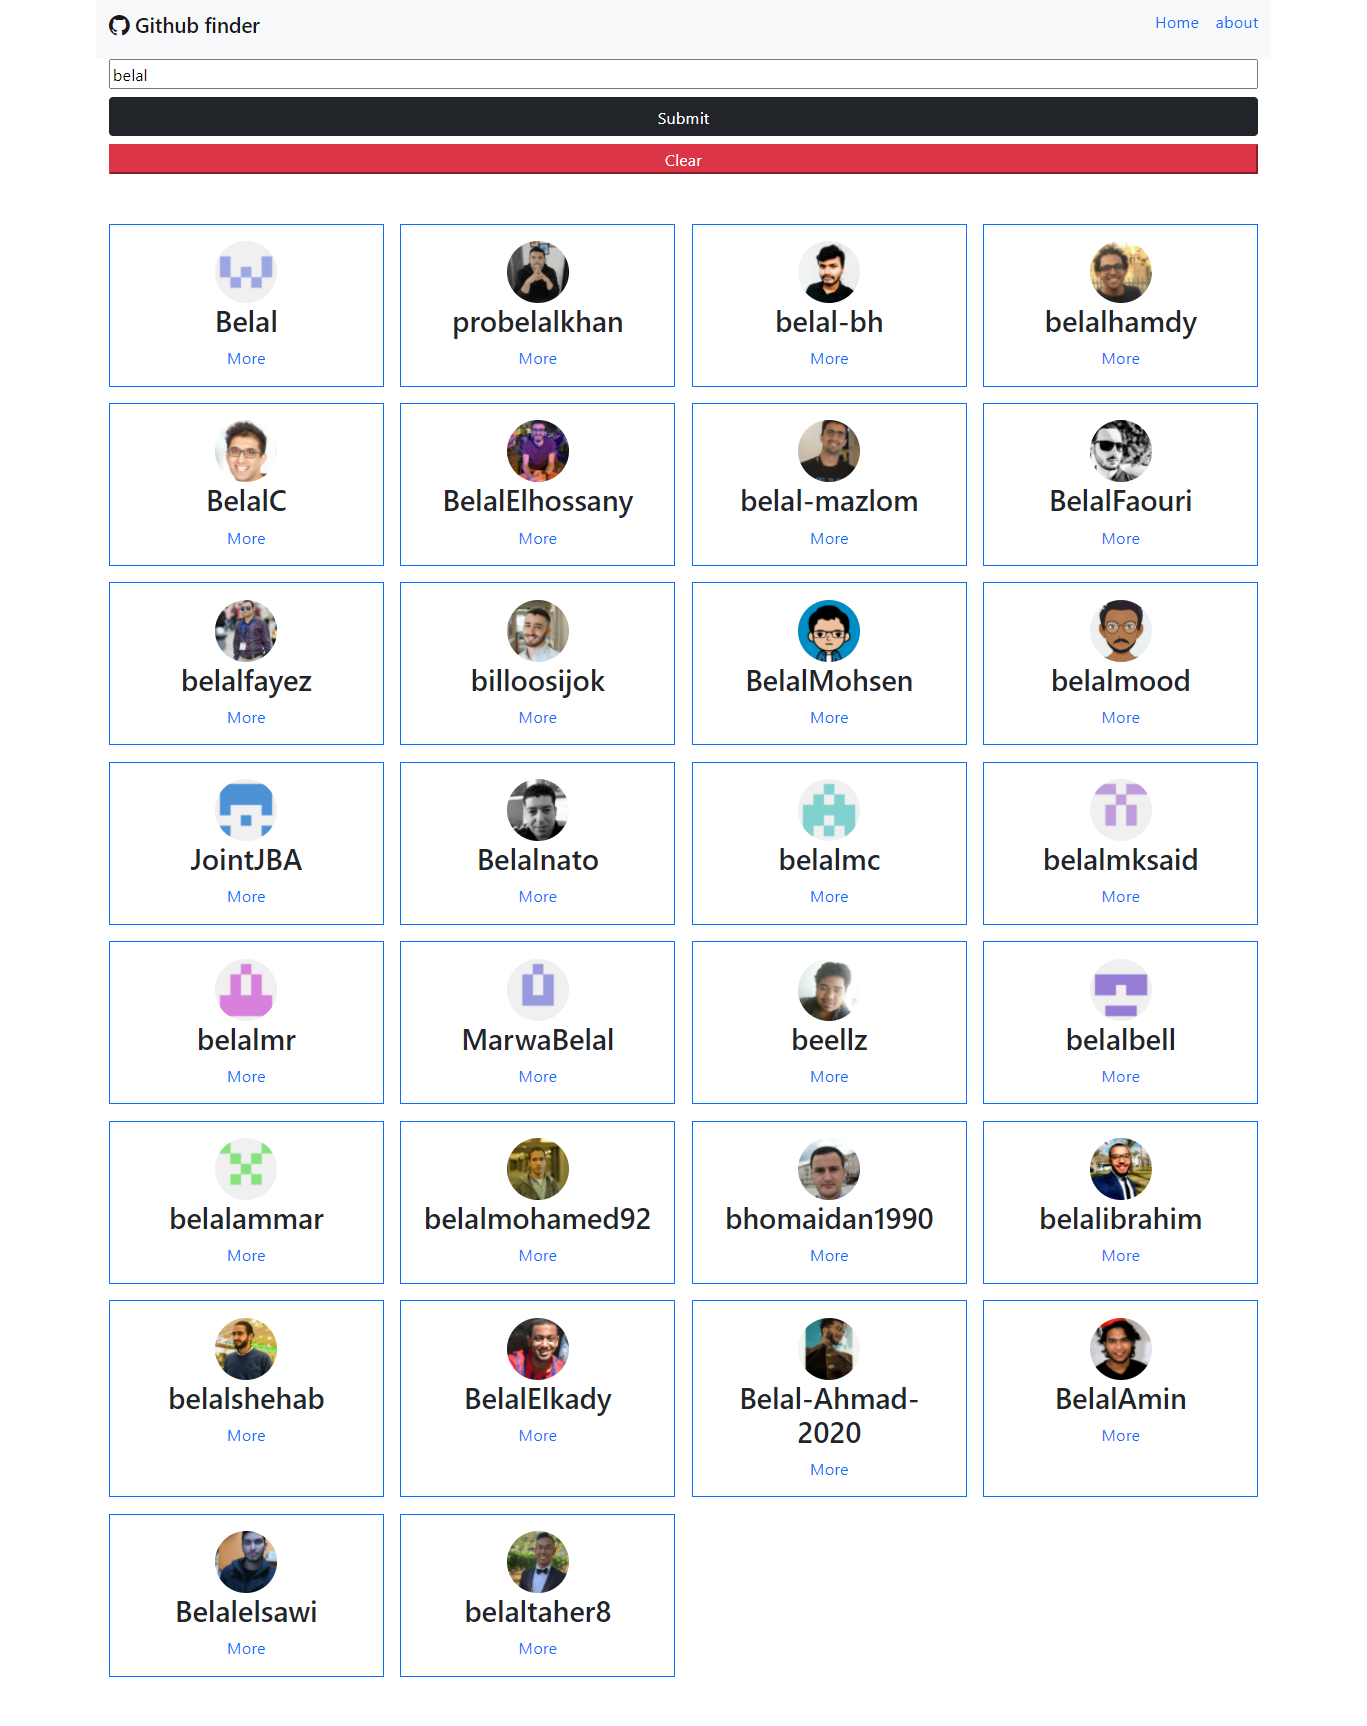 Github finder
Home about
belal
Submit
Clear
Belal
More
probelalkhan
More
belal-bh
More
belalhamdy
More
BelalC
More
BelalElhossany
More
belal-mazlom
More
BelalFaouri
More
belalfayez
More
billoosijok
More
BelalMohsen
More
belalmood
More
JointJBA
More
Belalnato
More
belalmc
More
belalmksaid
More
belalmr
More
MarwaBelal
More
beellz
More
belalbell
More
belalammar
More
belalmohamed92
More
bhomaidan1990
More
belalibrahim
More
belalshehab
More
BelalElkady
More
Belal-Ahmad-
2020
More
BelalAmin
More
Belalelsawi
More
belaltaher8
More